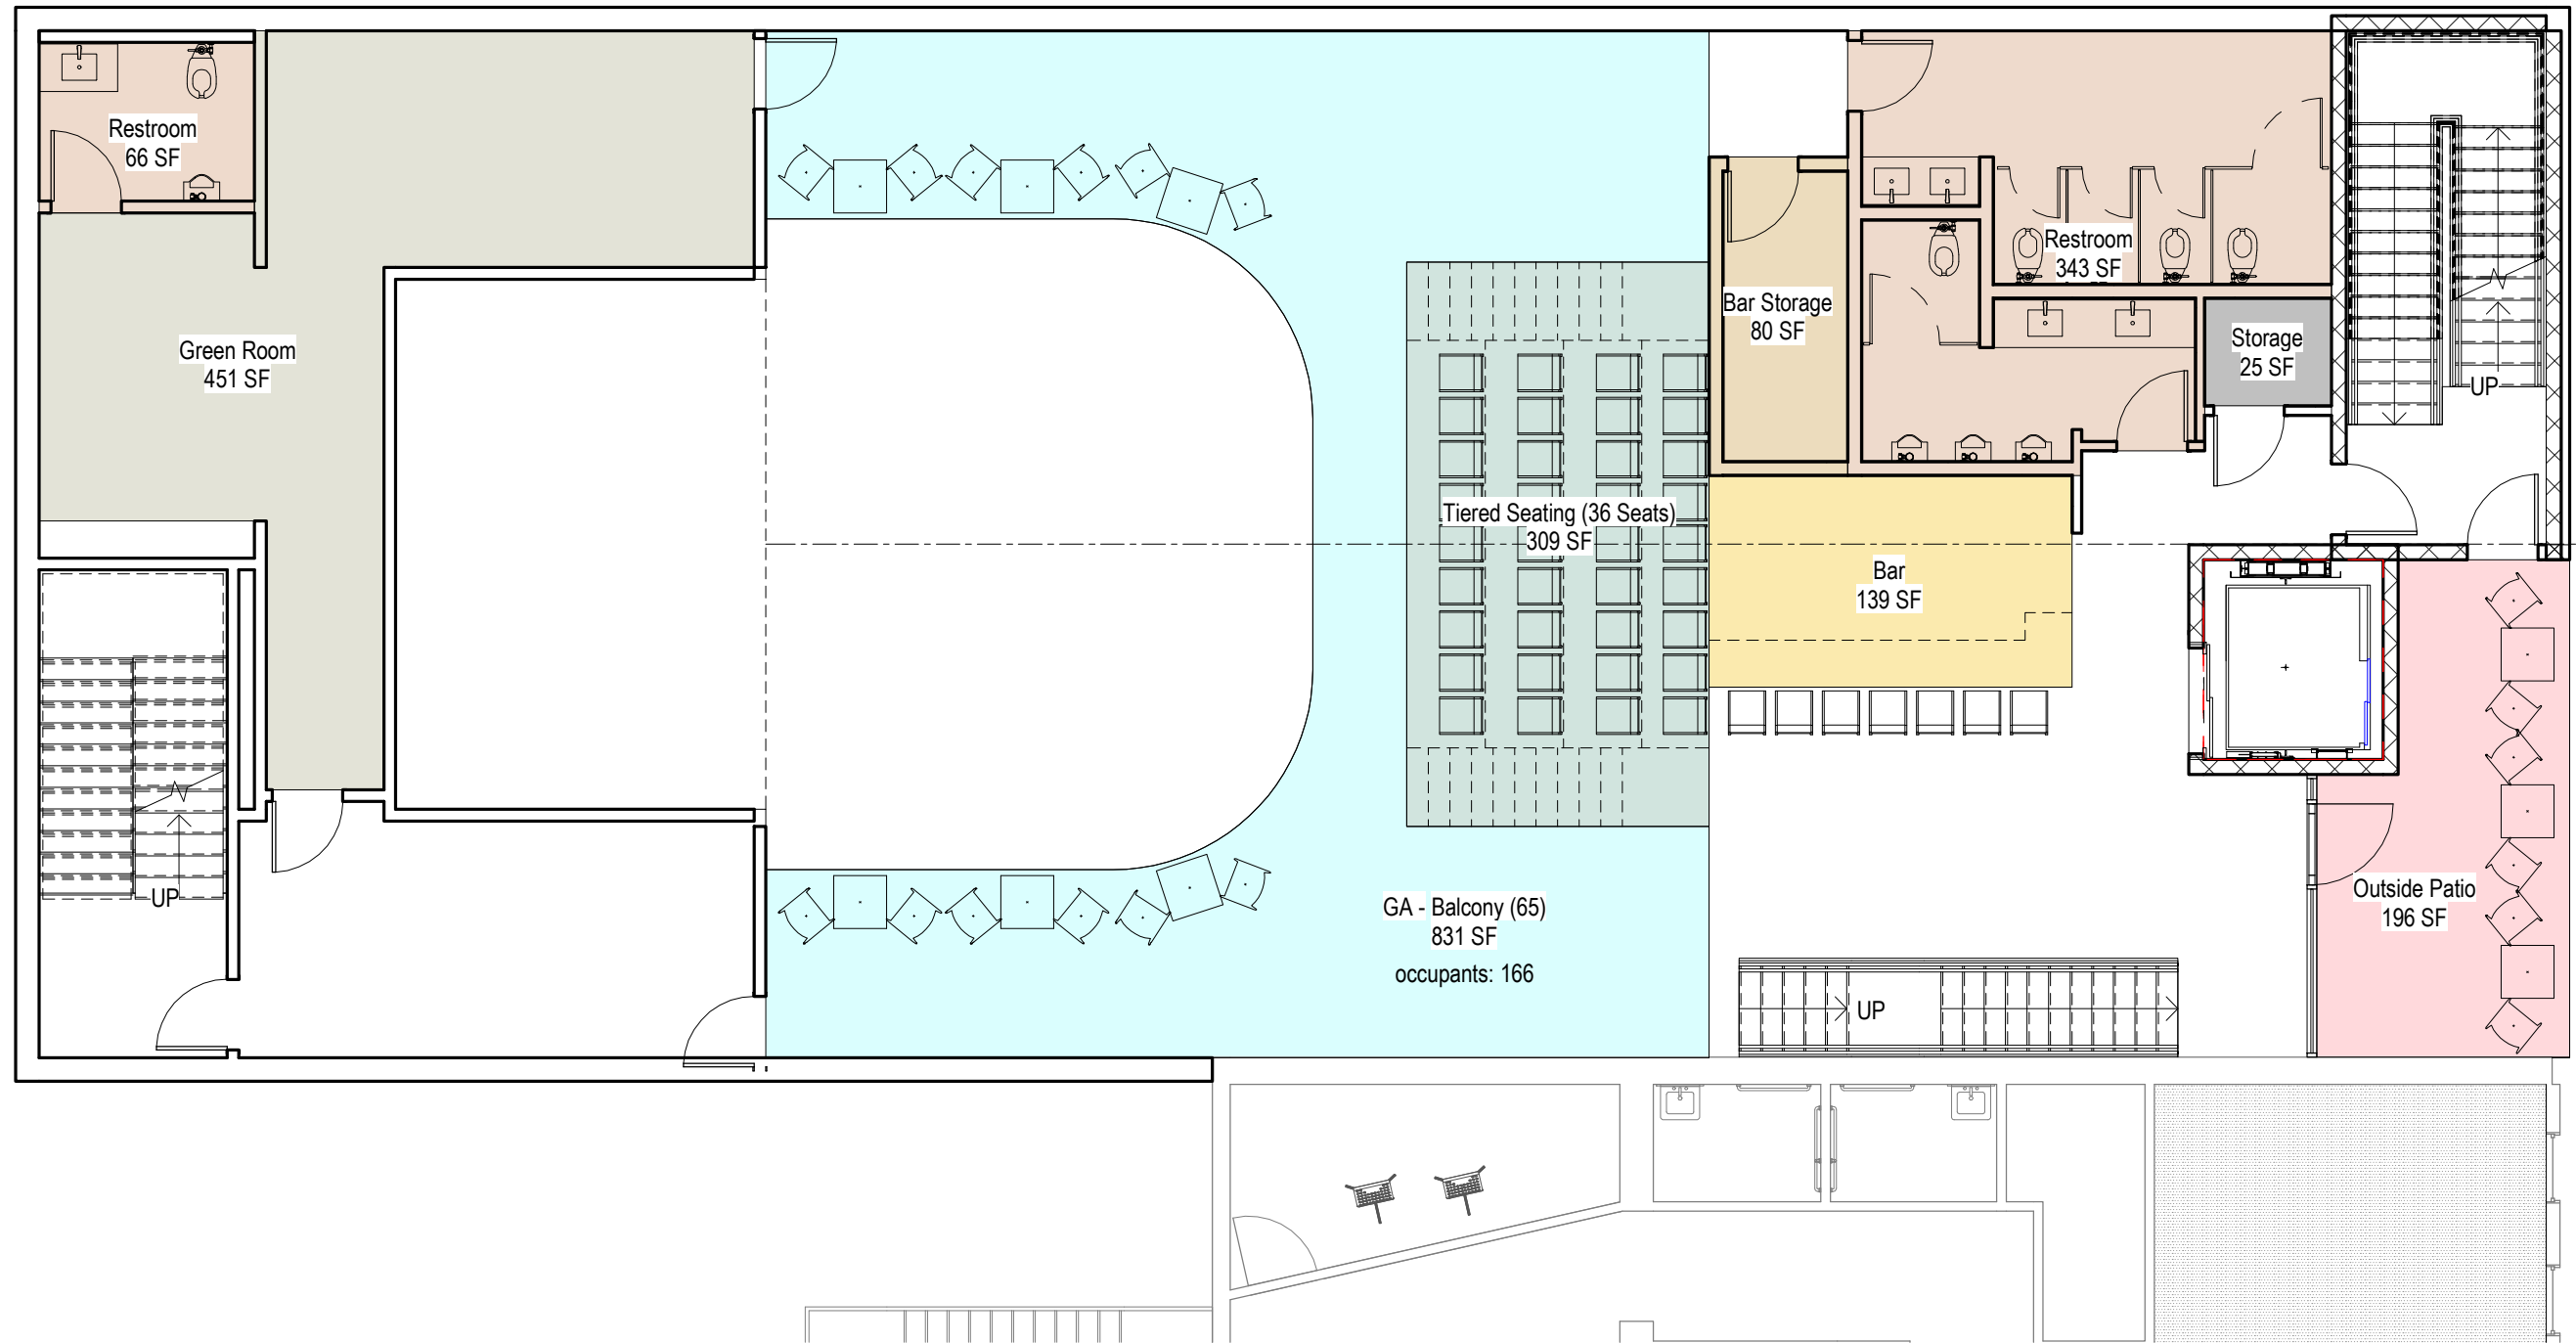 Restroom
66 SF
Green Room
451 SF
UP
Tiered Seating (36 Seats)
309 SF
GA - Balcony (65)
831 SF
occupants: 166
Bar Storage
80 SF
Restroom
343 SF
Storage
25 SF
UP
Bar
139 SF
UP
Outside Patio
196 SF